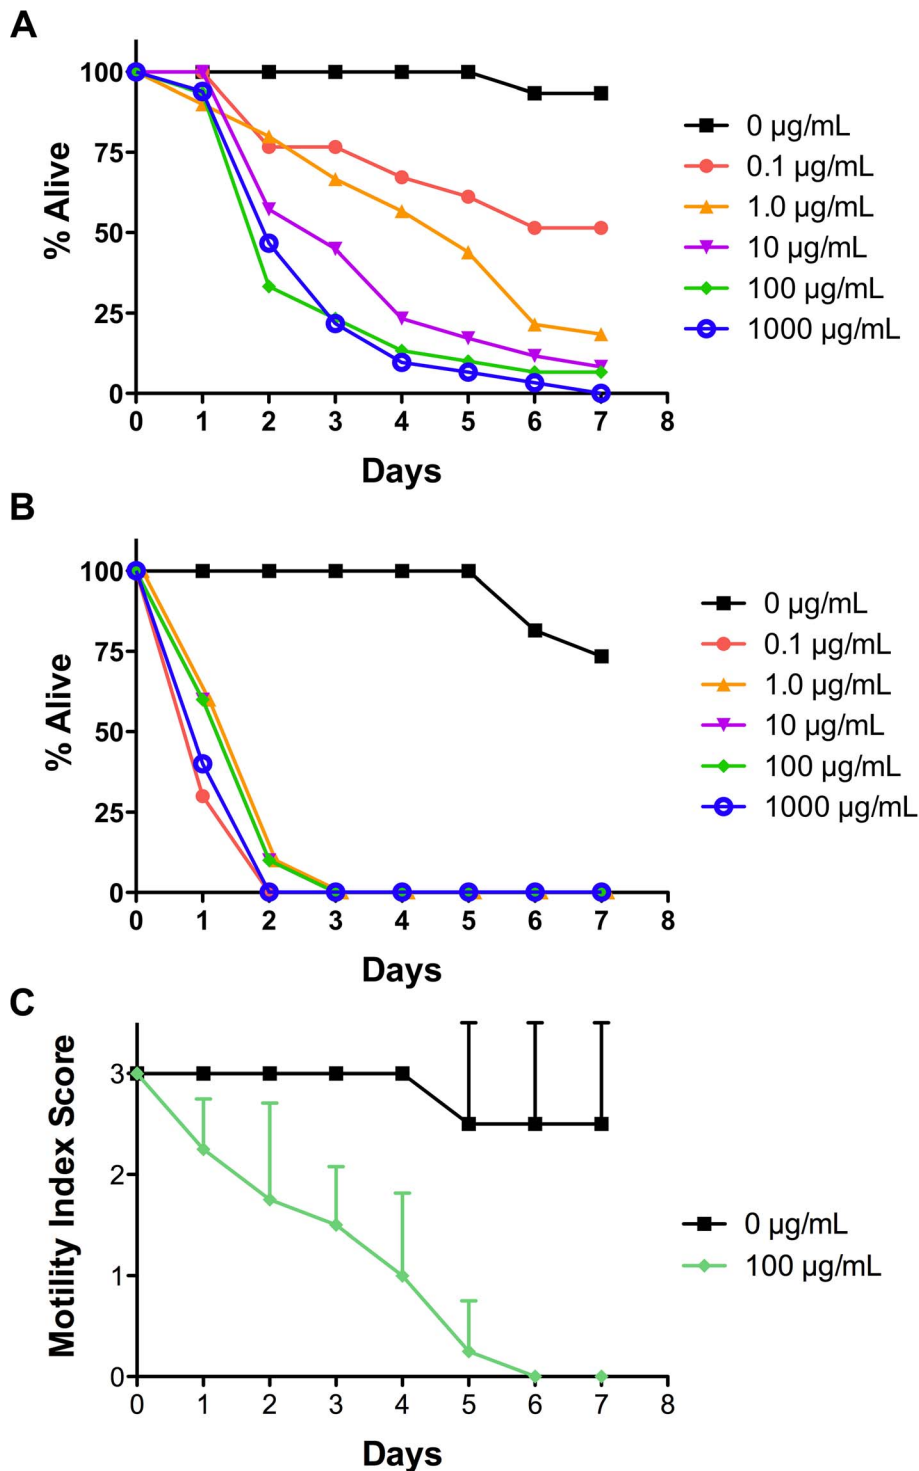 A
% Alive
100
75
50
25
0
0 1 2 3 4 5 6 7 8
Days
0 µg/mL
0.1 µg/mL
1.0 µg/mL
10 µg/mL
100 µg/mL
1000 µg/mL
B
% Alive
100
75
50
25
0
0 1 2 3 4 5 6 7 8
Days
0 µg/mL
0.1 µg/mL
1.0 µg/mL
10 µg/mL
100 µg/mL
1000 µg/mL
C
Motility Index Score
3
2
1
0
0 1 2 3 4 5 6 7 8
Days
0 µg/mL
100 µg/mL